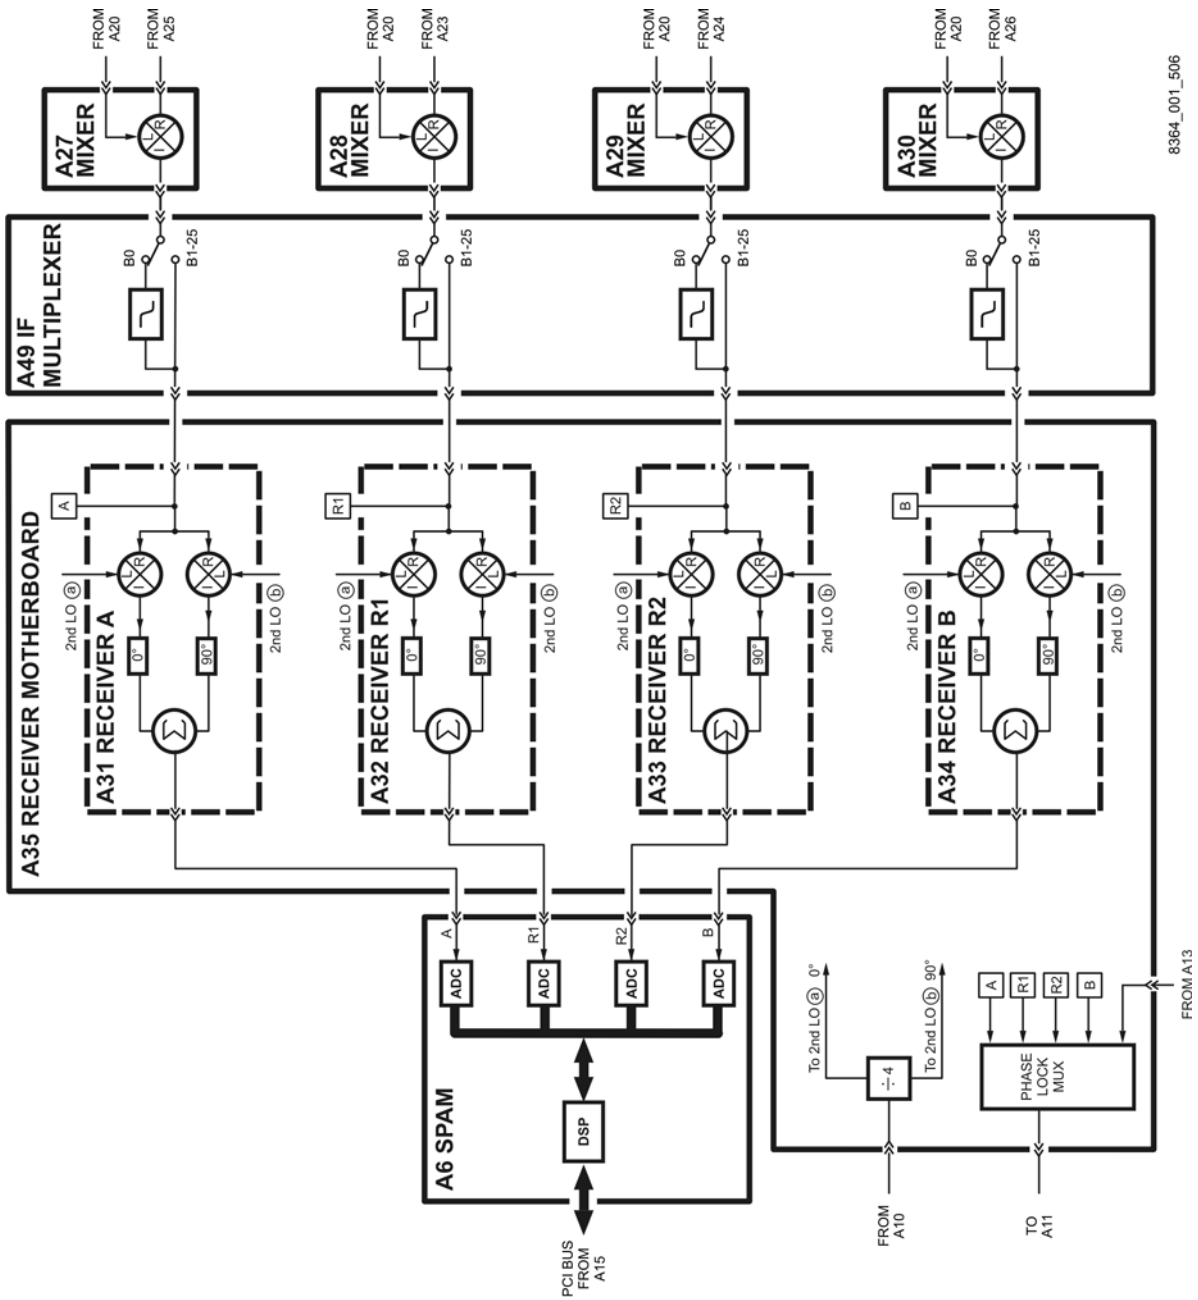 FROM
A20
FROM
A25
FROM
A20
FROM
A23
FROM
A20
FROM
A24
FROM
A20
FROM
A26
A27
MIXER
L
R
I
A28
MIXER
L
R
I
A29
MIXER
L
R
I
A30
MIXER
L
R
I
8364_001_506
A49 IF
MULTIPLEXER
B0
B1-25
B0
B1-25
B0
B1-25
B0
B1-25
A35 RECEIVER MOTHERBOARD
A31 RECEIVER A
A
2nd LO a
2nd LO b
L
R
I
I
R
L
0°
90°
Σ
A32 RECEIVER R1
R1
2nd LO a
2nd LO b
L
R
I
I
R
L
0°
90°
Σ
A33 RECEIVER R2
R2
2nd LO a
2nd LO b
L
R
I
I
R
L
0°
90°
Σ
A34 RECEIVER B
B
2nd LO a
2nd LO b
L
R
I
I
R
L
0°
90°
Σ
A6 SPAM
A
R1
R2
B
ADC
ADC
ADC
ADC
DSP
PCI BUS
FROM
A15
To 2nd LO a 0°
To 2nd LO b 90°
÷4
FROM
A10
A
R1
R2
B
PHASE
LOCK
MUX
FROM A13
TO
A11